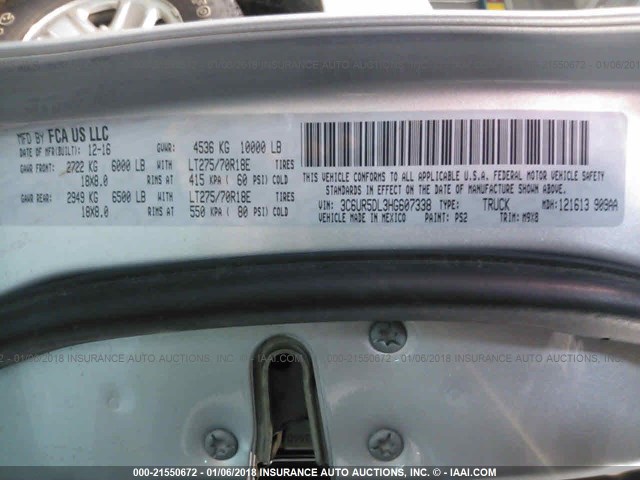 MFD BY FCA US LLC
DATE OF MFR(BUILT): 12-16 GVWR: 4536 KG 10000 LB
GAWR FRONT: 2722 KG 6000 LB WITH LT275/70R18E TIRES
18X8.0 RIMS AT 415 KPA ( 60 PSI) COLD
GAWR REAR: 2949 KG 6500 LB WITH LT275/70R18E TIRES
18X8.0 RIMS AT 550 KPA ( 80 PSI) COLD
THIS VEHICLE CONFORMS TO ALL APPLICABLE U.S.A. FEDERAL MOTOR VEHICLE SAFETY
STANDARDS IN EFFECT ON THE DATE OF MANUFACTURE SHOWN ABOVE.
VIN: 3C6UR5DL3HG607338 TYPE: TRUCK MDH: 121613 909AA
VEHICLE MADE IN MEXICO PAINT: PS2 TRIM: M9X8
000-21550672 - 01/06/2018 INSURANCE AUTO AUCTIONS, INC. - © - IAAI.COM